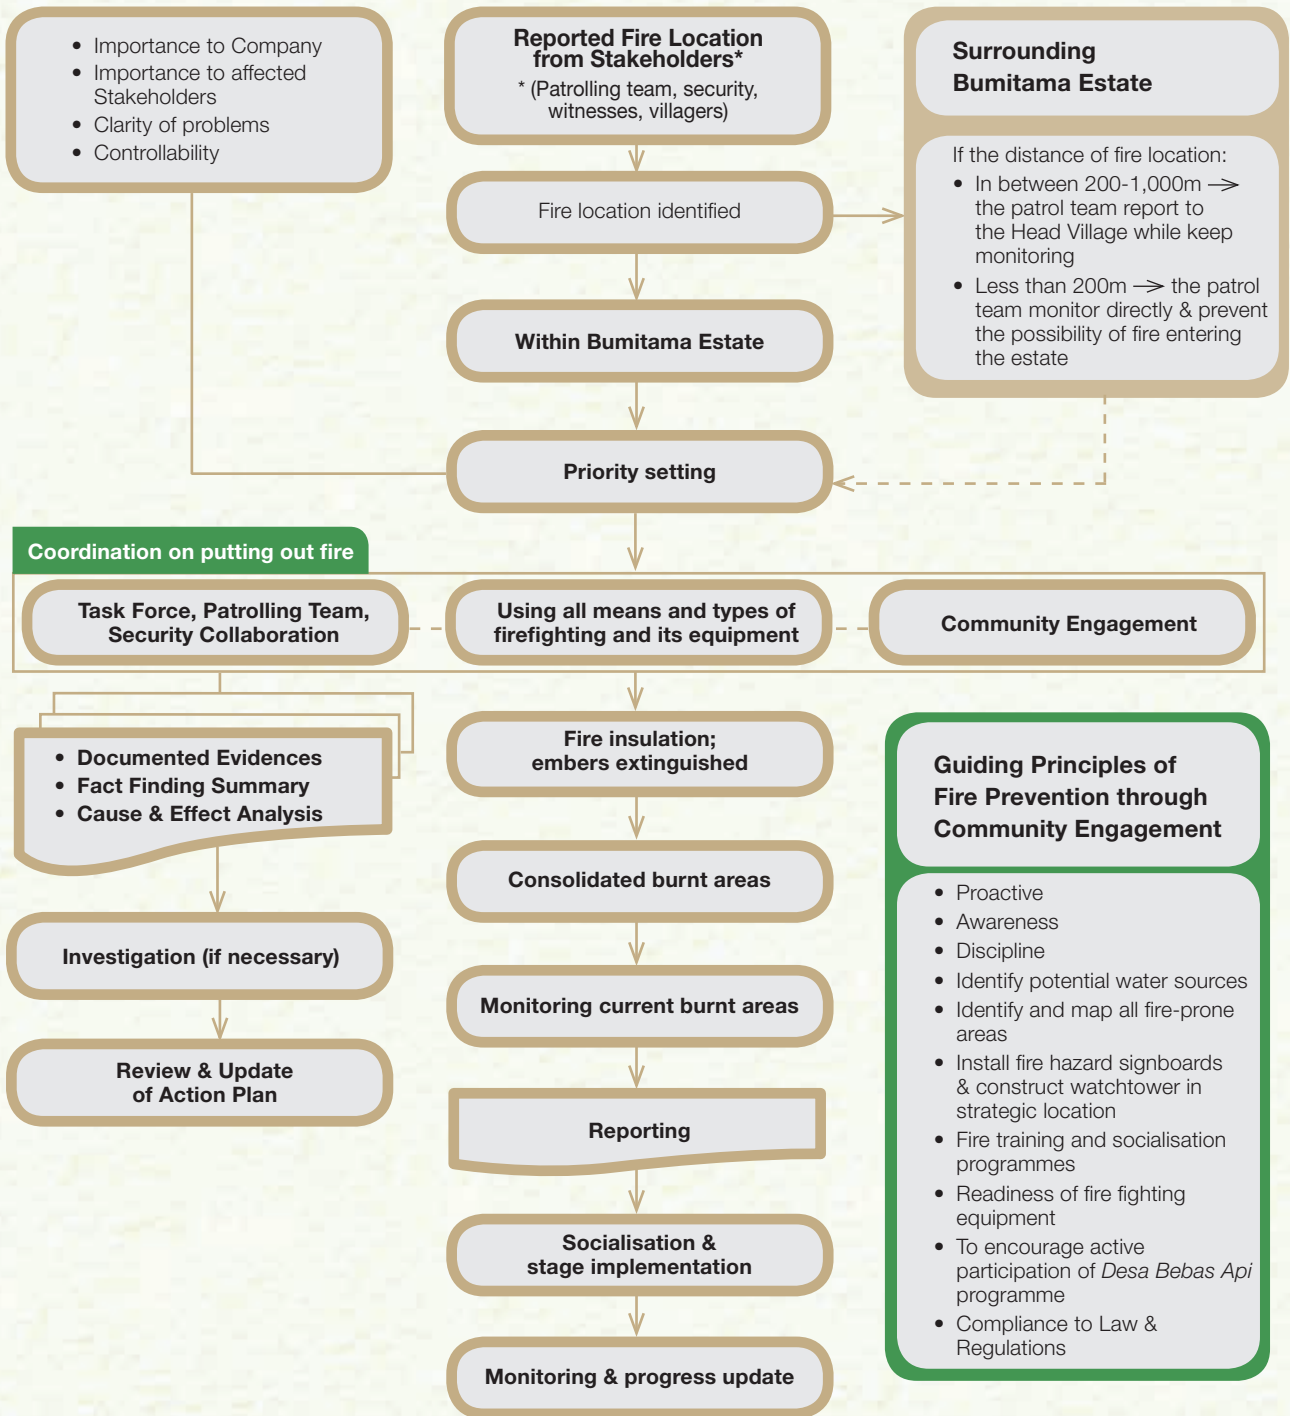 • Importance to Company
• Importance to affected
Stakeholders
• Clarity of problems
• Controllability
Reported Fire Location
from Stakeholders*
* (Patrolling team, security,
witnesses, villagers)
Fire location identified
Surrounding
Bumitama Estate
If the distance of fire location:
• In between 200-1,000m →
the patrol team report to
the Head Village while keep
monitoring
• Less than 200m → the patrol
team monitor directly & prevent
the possibility of fire entering
the estate
Within Bumitama Estate
Priority setting
Coordination on putting out fire
Task Force, Patrolling Team,
Security Collaboration
Using all means and types of
firefighting and its equipment
Community Engagement
• Documented Evidences
• Fact Finding Summary
• Cause & Effect Analysis
Investigation (if necessary)
Review & Update
of Action Plan
Fire insulation;
embers extinguished
Consolidated burnt areas
Monitoring current burnt areas
Reporting
Socialisation &
stage implementation
Monitoring & progress update
Guiding Principles of
Fire Prevention through
Community Engagement
• Proactive
• Awareness
• Discipline
• Identify potential water sources
• Identify and map all fire-prone
areas
• Install fire hazard signboards
& construct watchtower in
strategic location
• Fire training and socialisation
programmes
• Readiness of fire fighting
equipment
• To encourage active
participation of Desa Bebas Api
programme
• Compliance to Law &
Regulations